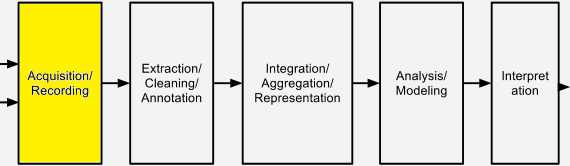 Acquisition/
Recording
Extraction/
Cleaning/
Annotation
Integration/
Aggregation/
Representation
Analysis/
Modeling
Interpret
ation